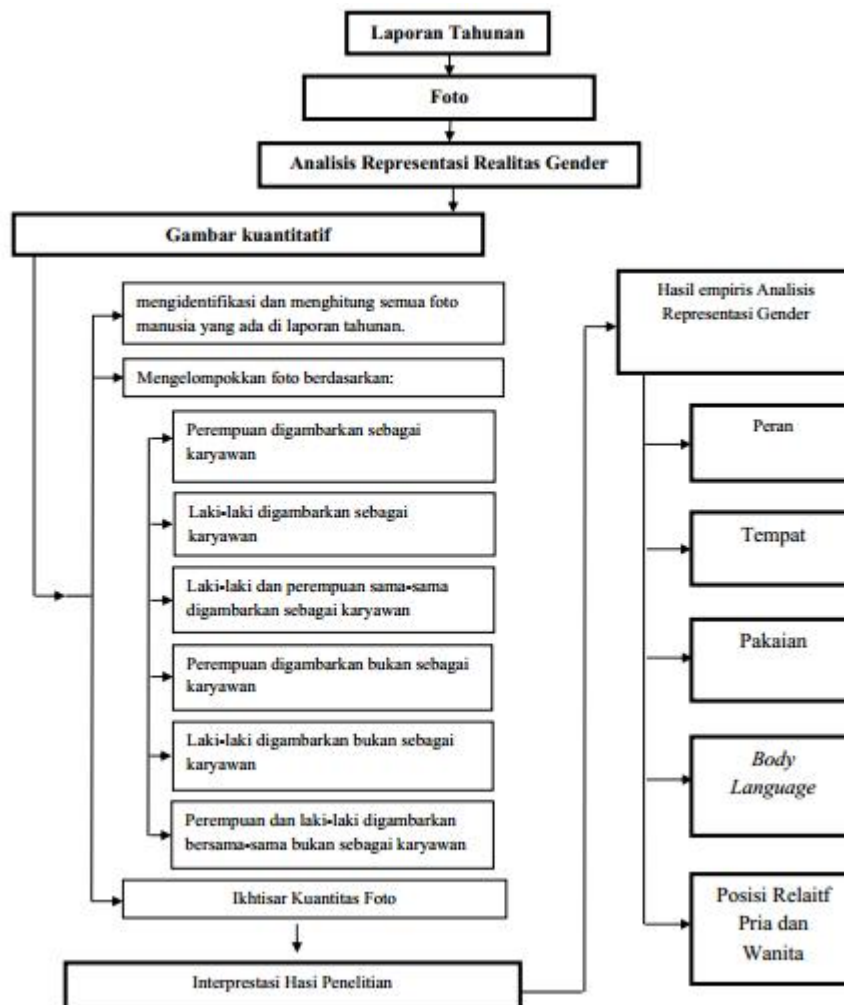 Laporan Tahunan
Foto
Analisis Representasi Realitas Gender
Gambar kuantitatif
mengidentifikasi dan menghitung semua foto
manusia yang ada di laporan tahunan.
Mengelompokkan foto berdasarkan:
Perempuan digambarkan sebagai
karyawan
Laki-laki digambarkan sebagai
karyawan
Laki-laki dan perempuan sama-sama
digambarkan sebagai karyawan
Perempuan digambarkan bukan sebagai
karyawan
Laki-laki digambarkan bukan sebagai
karyawan
Perempuan dan laki-laki digambarkan
bersama-sama bukan sebagai karyawan
Ikhtisar Kuantitas Foto
Interprestasi Hasi Penelitian
Hasil empiris Analisis
Representasi Gender
Peran
Tempat
Pakaian
Body
Language
Posisi Relaitf
Pria dan
Wanita